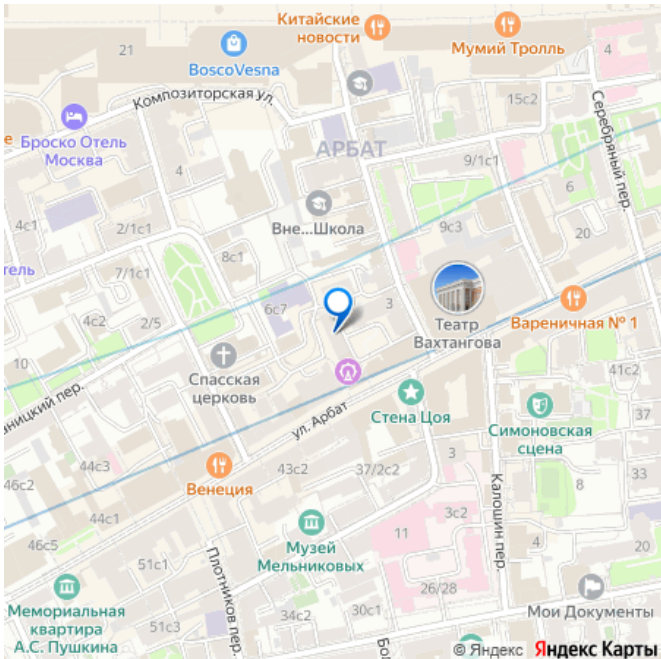 Китайские
новости
Мумий Тролль
4
21
BoscoVesna
Композиторская ул.
15с2
Серебряный пер.
е
Броско Отель
Москва
АРБАТ
4
9/1с1
6
Вне...Школа
4с1
2/1с1
9с3
20
8с1
тель
7/1с1
6с7
3
4с2
2/5
Театр
Вахтангова
Вареничная № 1
10
Спасская
церковь
41с2
ницкий пер.
Стена Цоя
ул. Арбат
Симоновская
сцена
37
44с3
43с2
37/2с2
3
46с2
Венеция
8
33
44с1
3с2
Калошин пер.
46с5
Музей
Мельниковых
11
4
20
51с1
Плотников пер.
26/28
Мемориальная
квартира
А.С. Пушкина
51с3
34с2
30с1
Мои Документы
Бол
© Яндекс Яндекс Карты